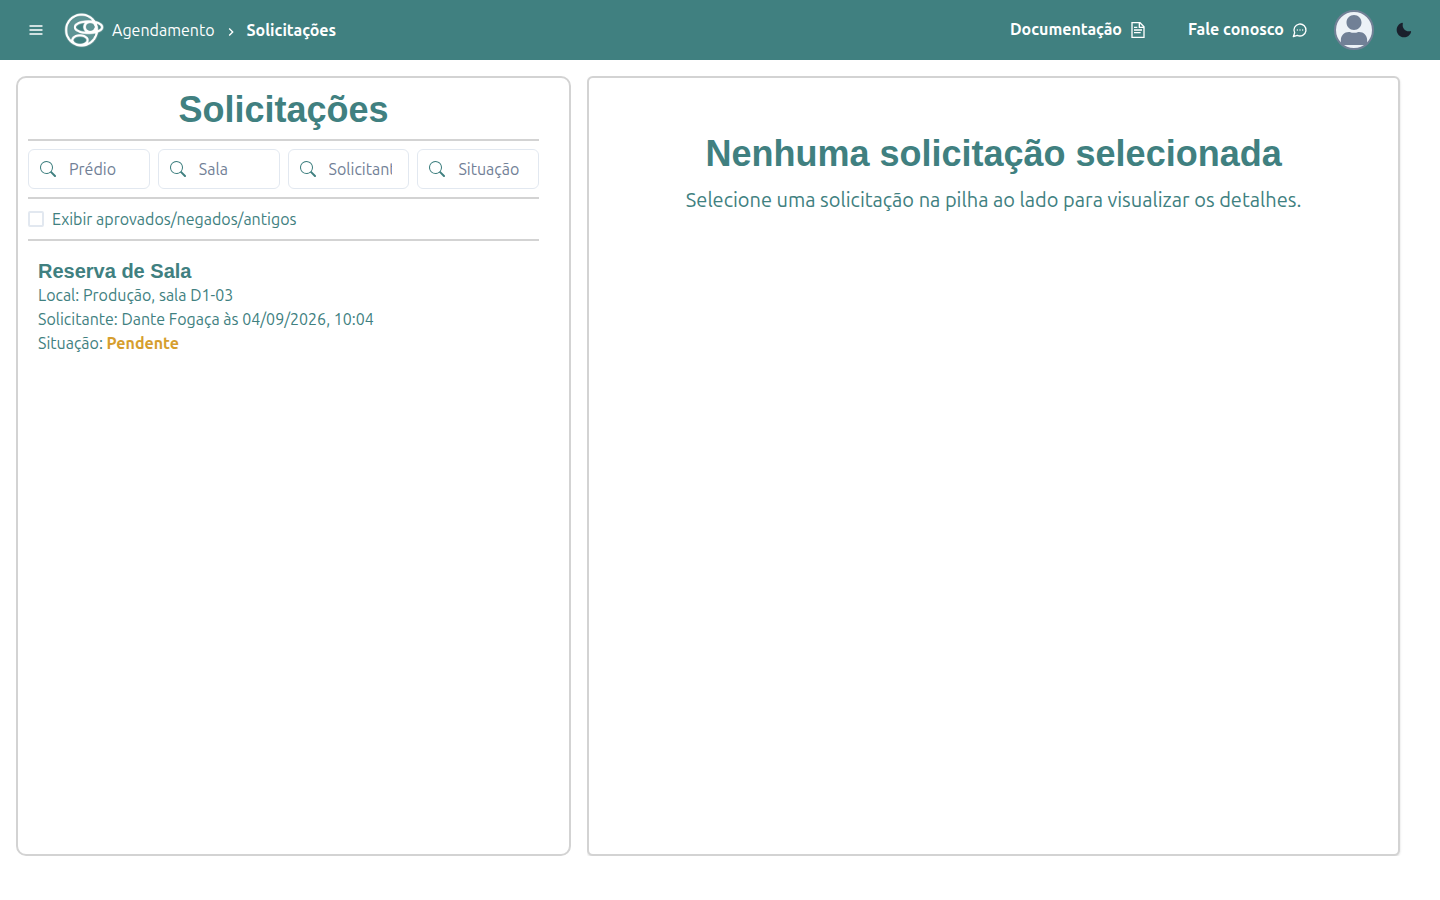 Agendamento › Solicitações
Documentação
Fale conosco
Solicitações
Prédio
Sala
Solicitant
Situação
Exibir aprovados/negados/antigos
Reserva de Sala
Local: Produção, sala D1-03
Solicitante: Dante Fogaça às 04/09/2026, 10:04
Situação: Pendente
Nenhuma solicitação selecionada
Selecione uma solicitação na pilha ao lado para visualizar os detalhes.